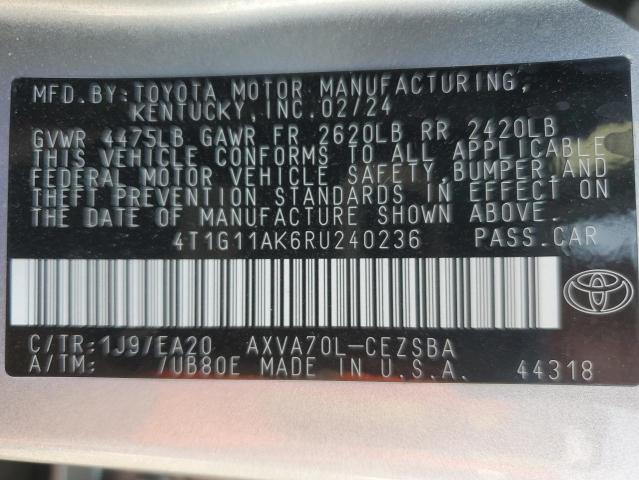 MFD.BY:TOYOTA MOTOR MANUFACTURING,
KENTUCKY,INC.02/24
GVWR 4475LB GAWR FR 2620LB RR 2420LB
THIS VEHICLE CONFORMS TO ALL APPLICABLE
FEDERAL MOTOR VEHICLE SAFETY,BUMPER,AND
THEFT PREVENTION STANDARDS IN EFFECT ON
THE DATE OF MANUFACTURE SHOWN ABOVE.
4T1G11AK6RU240236 PASS.CAR
C/TR:1J9/EA20 AXVA70L-CEZSBA
A/TM: /UB80E MADE IN U.S.A. 44318